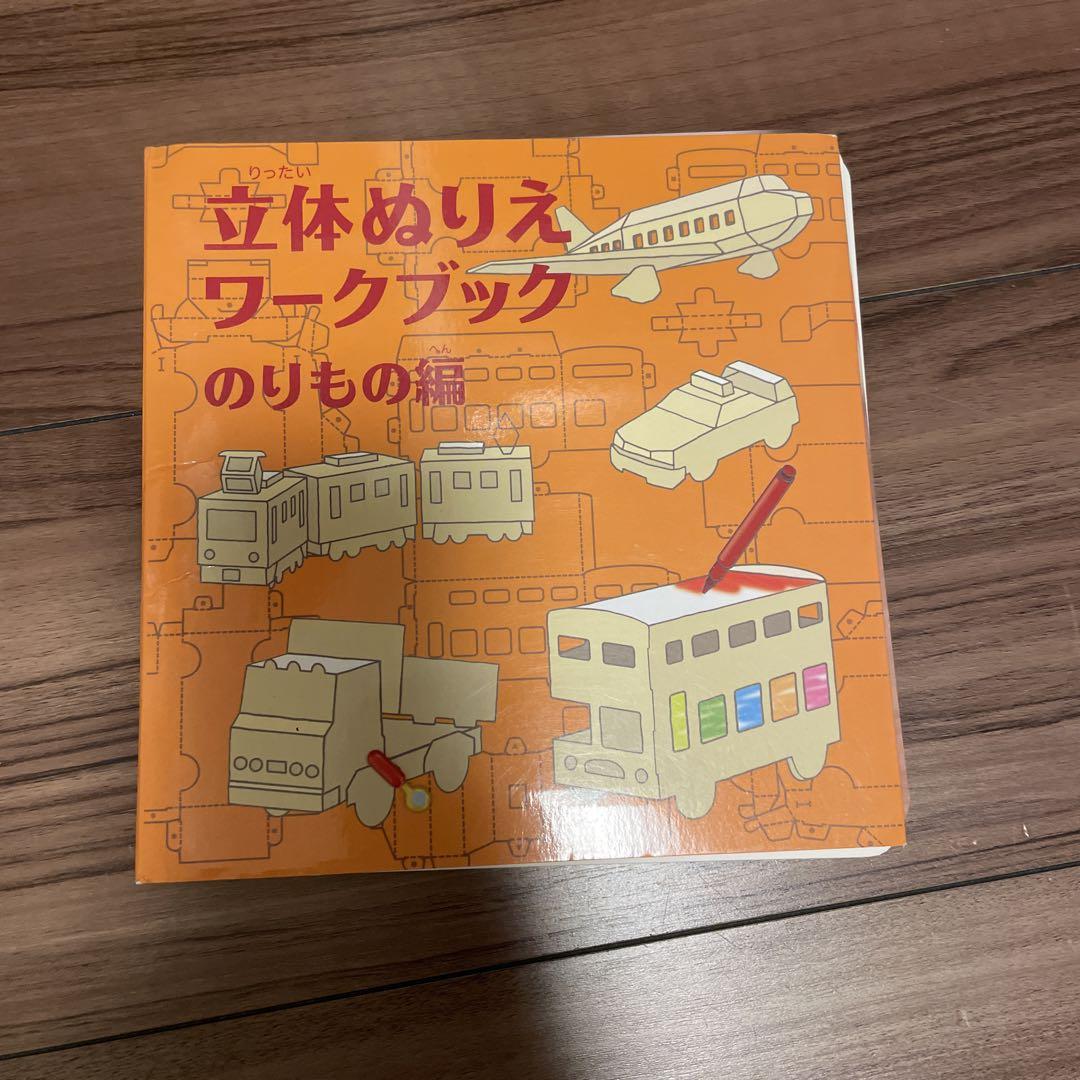 りったい
立体ぬりえ
ワークブック
へん
のりもの編